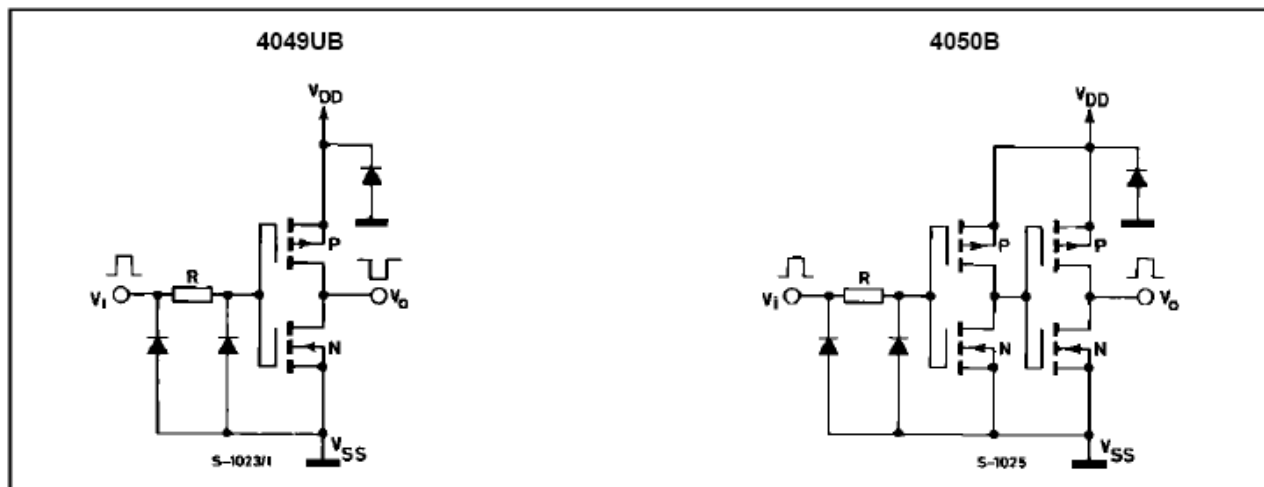 4049UB
VDD
P
R
VI
Vo
N
VSS
S-1023/1
4050B
VDD
P
P
R
Vi
Vo
N
N
VSS
S-1025